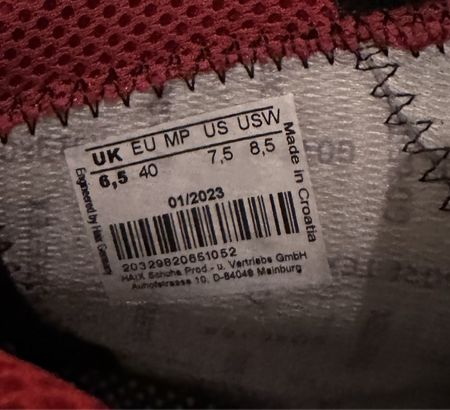 UK EU MP US USW
6,5 40 7,5 8,5
01/2023
20329820651052
HAIX Schuhe Prod.- u. Vertriebs GmbH
Auhofstrasse 10, D-84048 Mainburg
Engineered by Haix Germany
Made in Croatia